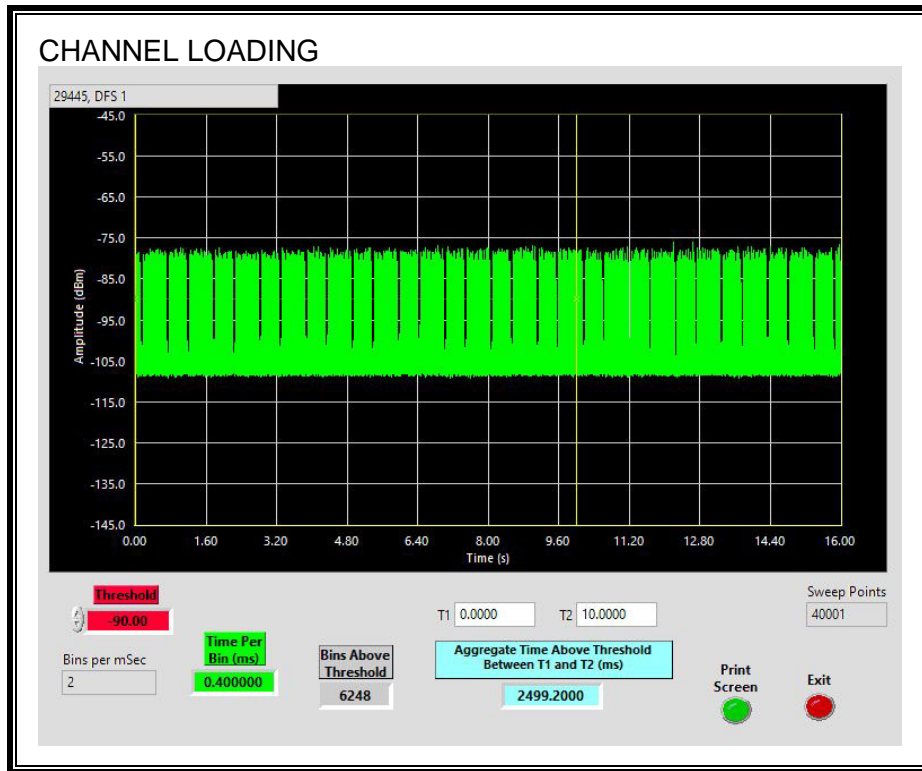 CHANNEL LOADING
29445, DFS 1
-45.0
-55.0
-65.0
-75.0
-85.0
-95.0
-105.0
-115.0
-125.0
-135.0
-145.0
Amplitude (dBm)
0.00 1.60 3.20 4.80 6.40 8.00 9.60 11.20 12.80 14.40 16.00
Time (s)
Threshold
-90.00
Bins per mSec
2
Time Per
Bin (ms)
0.400000
Bins Above
Threshold
6248
T1 0.0000 T2 10.0000
Aggregate Time Above Threshold
Between T1 and T2 (ms)
2499.2000
Sweep Points
40001
Print
Screen
Exit